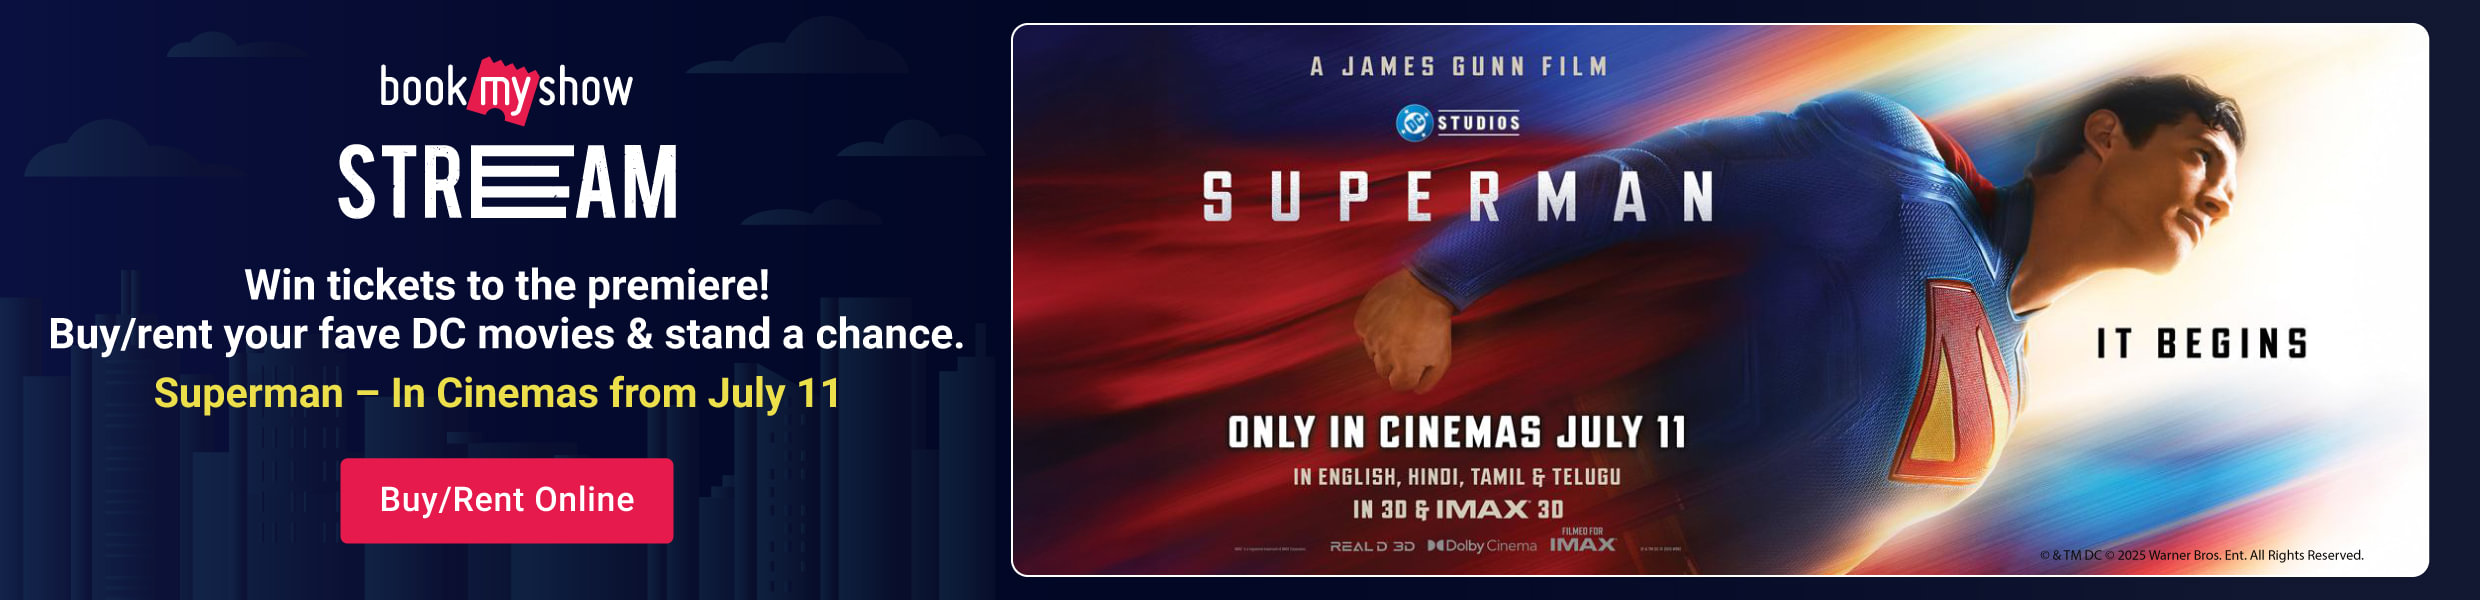 bookmyshow
STREAM
Win tickets to the premiere!
Buy/rent your fave DC movies & stand a chance.
Superman – In Cinemas from July 11
Buy/Rent Online
A JAMES GUNN FILM
DC STUDIOS
SUPERMAN
IT BEGINS
ONLY IN CINEMAS JULY 11
IN ENGLISH, HINDI, TAMIL & TELUGU
IN 3D & IMAX 3D
REAL D 3D Dolby Cinema FILMED FOR IMAX
© & TM DC © 2025 Warner Bros. Ent. All Rights Reserved.